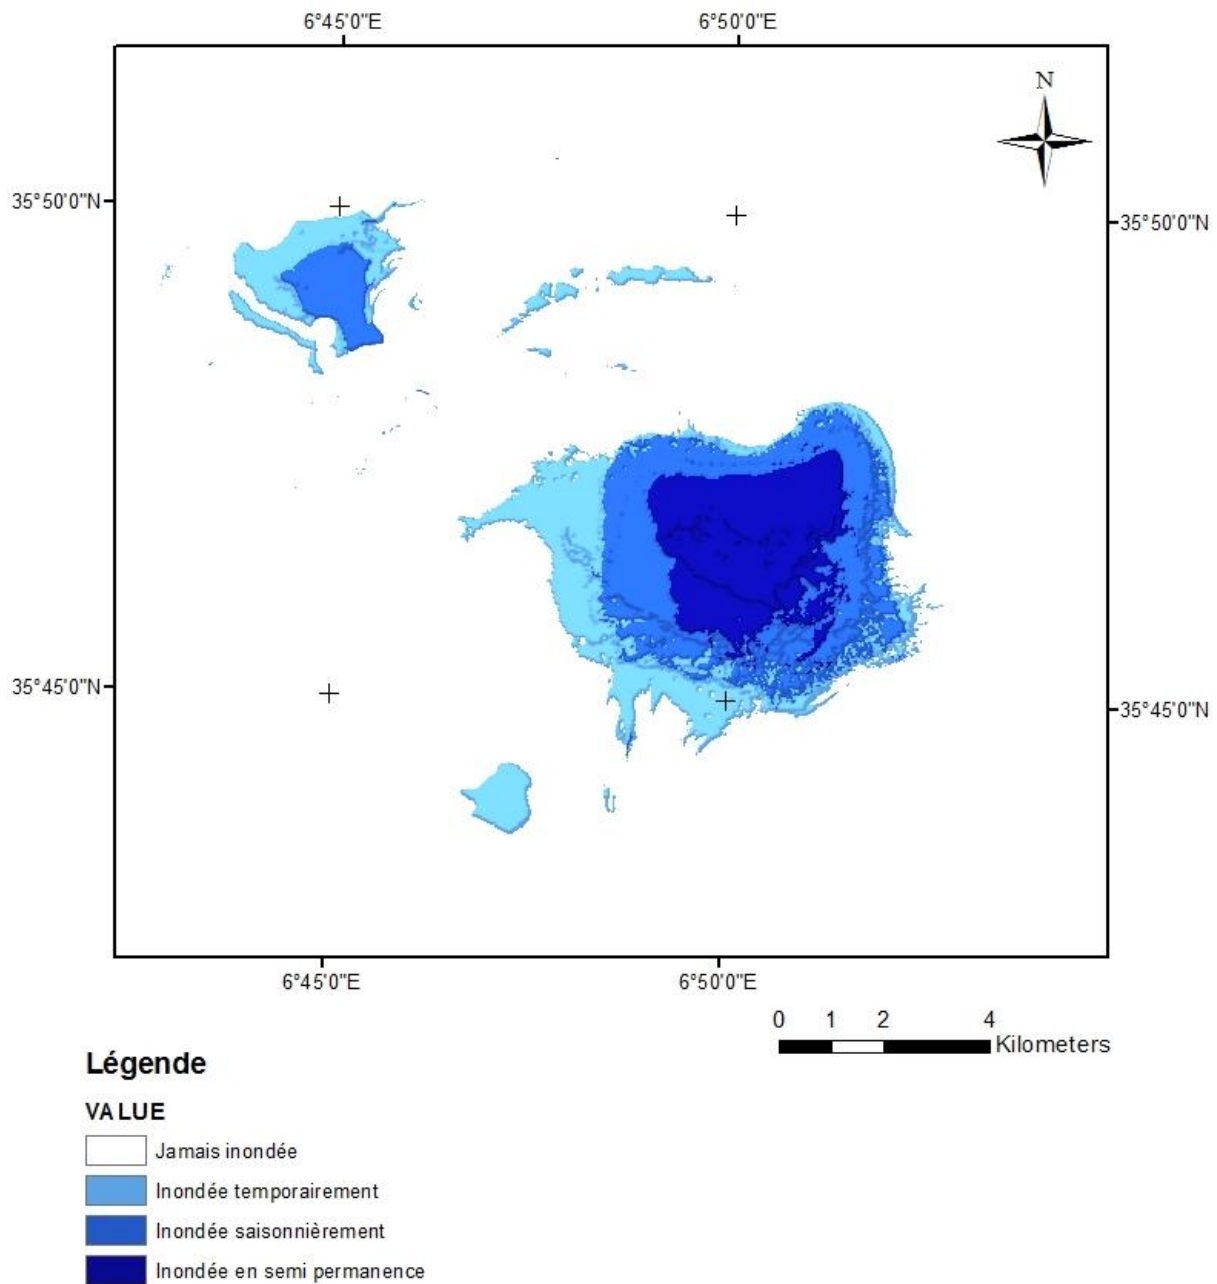 6°45'0"E
6°50'0"E
N
35°50'0"N
35°50'0"N
35°45'0"N
35°45'0"N
6°45'0"E
6°50'0"E
0 1 2 4
Kilometers
Légende
VALUE
Jamais inondée
Inondée temporairement
Inondée saisonnièrement
Inondée en semi permanence